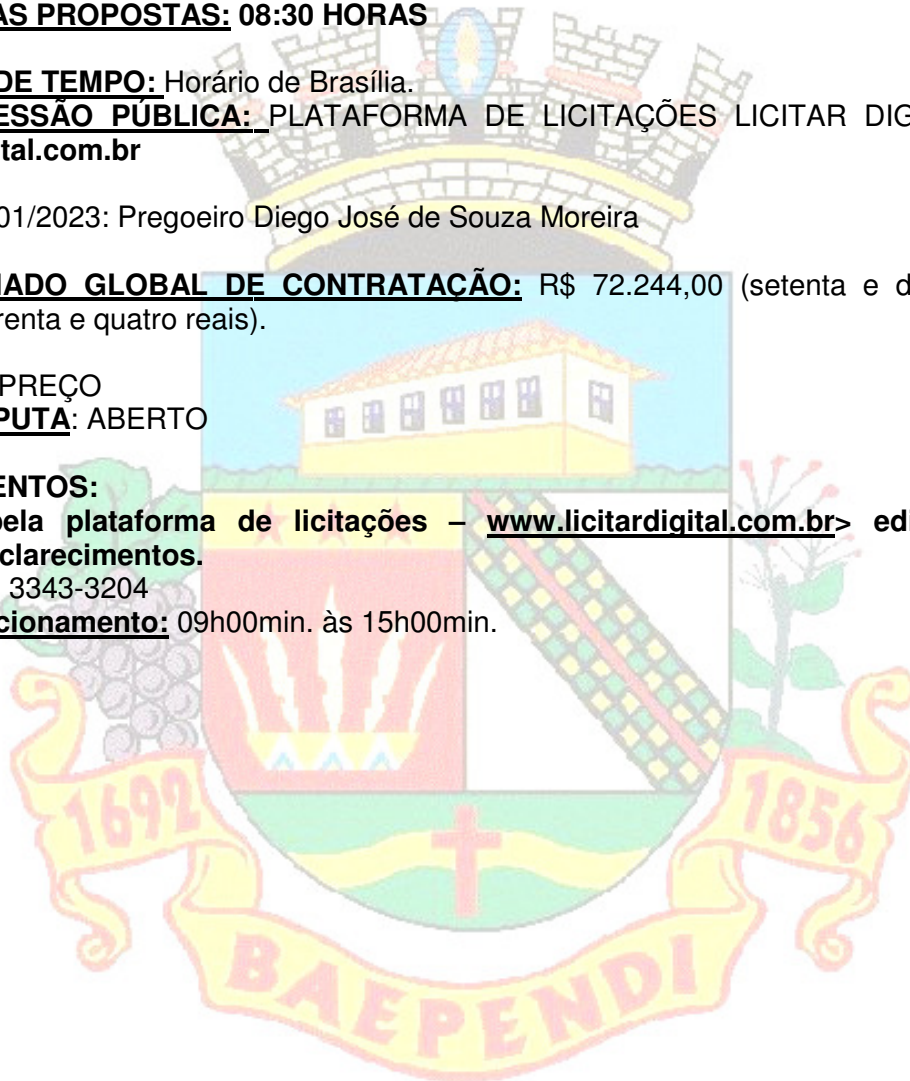 AS PROPOSTAS: 08:30 HORAS
DE TEMPO: Horário de Brasília.
ESSÃO PÚBLICA: PLATAFORMA DE LICITAÇÕES LICITAR DIG
tal.com.br
01/2023: Pregoeiro Diego José de Souza Moreira
ADO GLOBAL DE CONTRATAÇÃO: R$ 72.244,00 (setenta e d
renta e quatro reais).
PREÇO
PUTA: ABERTO
ENTOS:
pela plataforma de licitações – www.licitardigital.com.br> edi
clarecimentos.
3343-3204
cionamento: 09h00min. às 15h00min.
1692
1856
BAEPENDI